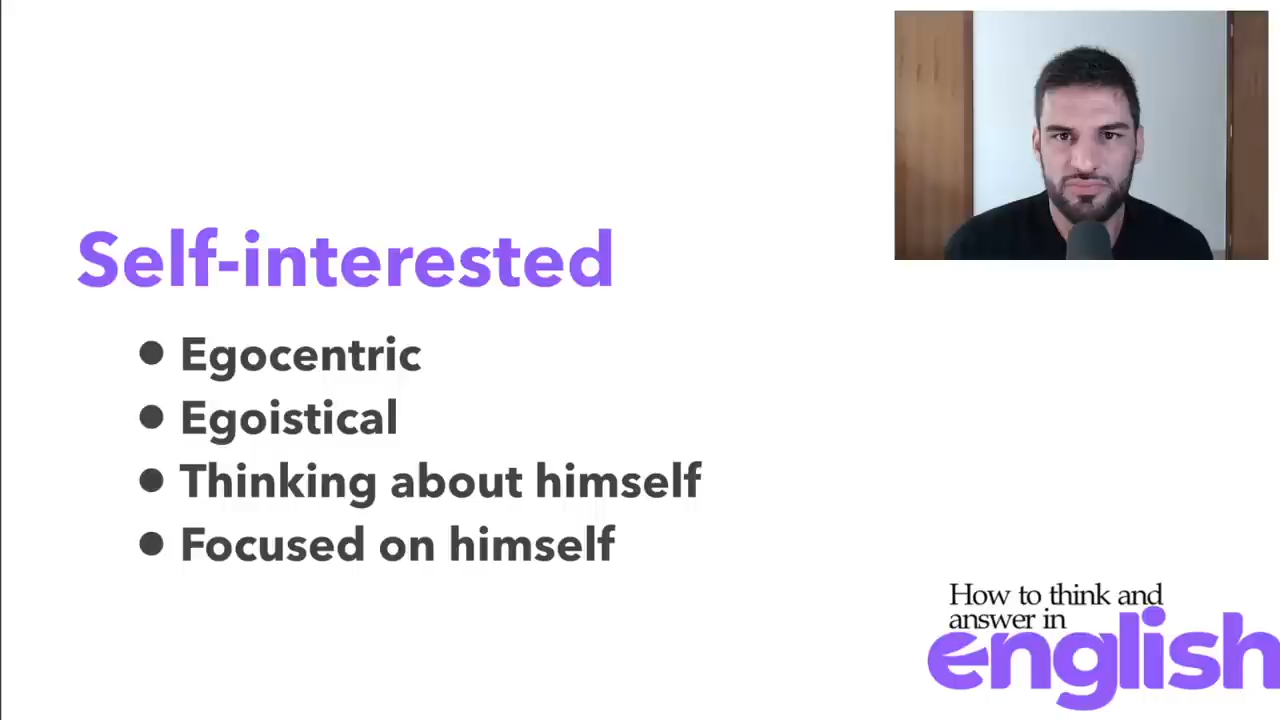 Self-interested
• Egocentric
• Egoistical
• Thinking about himself
• Focused on himself
How to think and
answer in
english